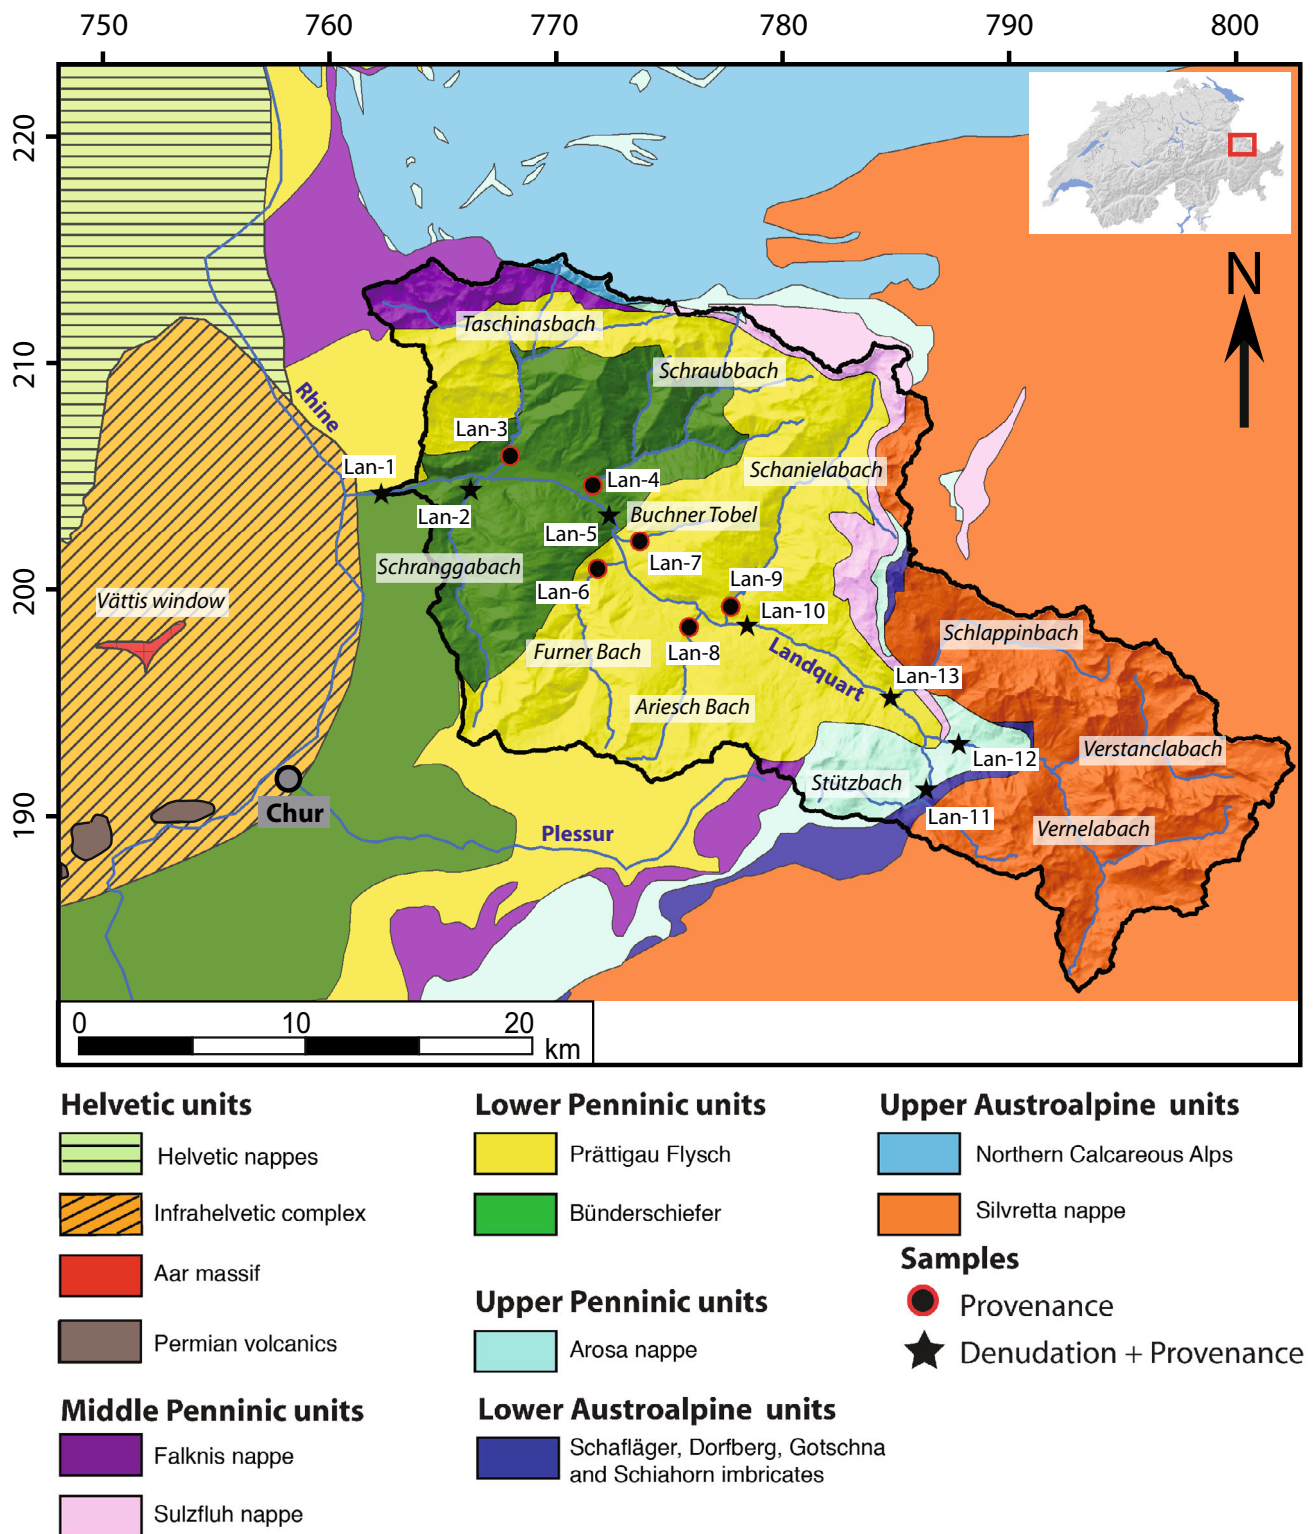 750 760 770 780 790 800
220
210
200
190
N
Taschinasbach
Schraubbach
Rhine
Lan-3
Lan-1
Lan-4
Schanielabach
Lan-2
Buchner Tobel
Lan-5
Schranggabach
Lan-7
Lan-9
Lan-6
Vättis window
Lan-10
Schlappinbach
Furner Bach
Lan-8
Landquart
Lan-13
Ariesch Bach
Verstanclabach
Lan-12
Stützbach
Chur
Lan-11
Plessur
Vernelabach
0 10 20
km
Helvetic units
Helvetic nappes
Infrahelvetic complex
Aar massif
Permian volcanics
Middle Penninic units
Falknis nappe
Sulzfluh nappe
Lower Penninic units
Prättigau Flysch
Bünderschiefer
Upper Penninic units
Arosa nappe
Lower Austroalpine units
Schafläger, Dorfberg, Gotschna
and Schiahorn imbricates
Upper Austroalpine units
Northern Calcareous Alps
Silvretta nappe
Samples
Provenance
Denudation + Provenance